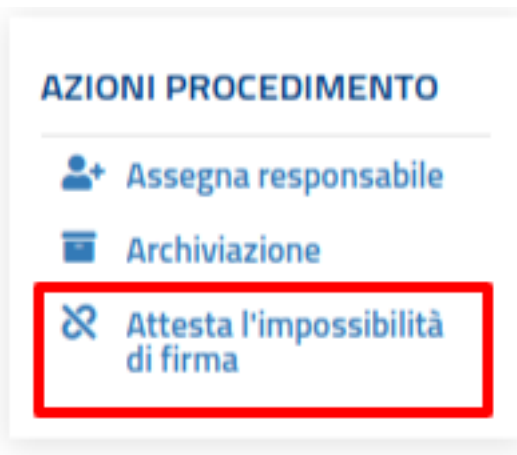 AZIONI PROCEDIMENTO
Assegna responsabile
Archiviazione
Attesta l'impossibilità
di firma